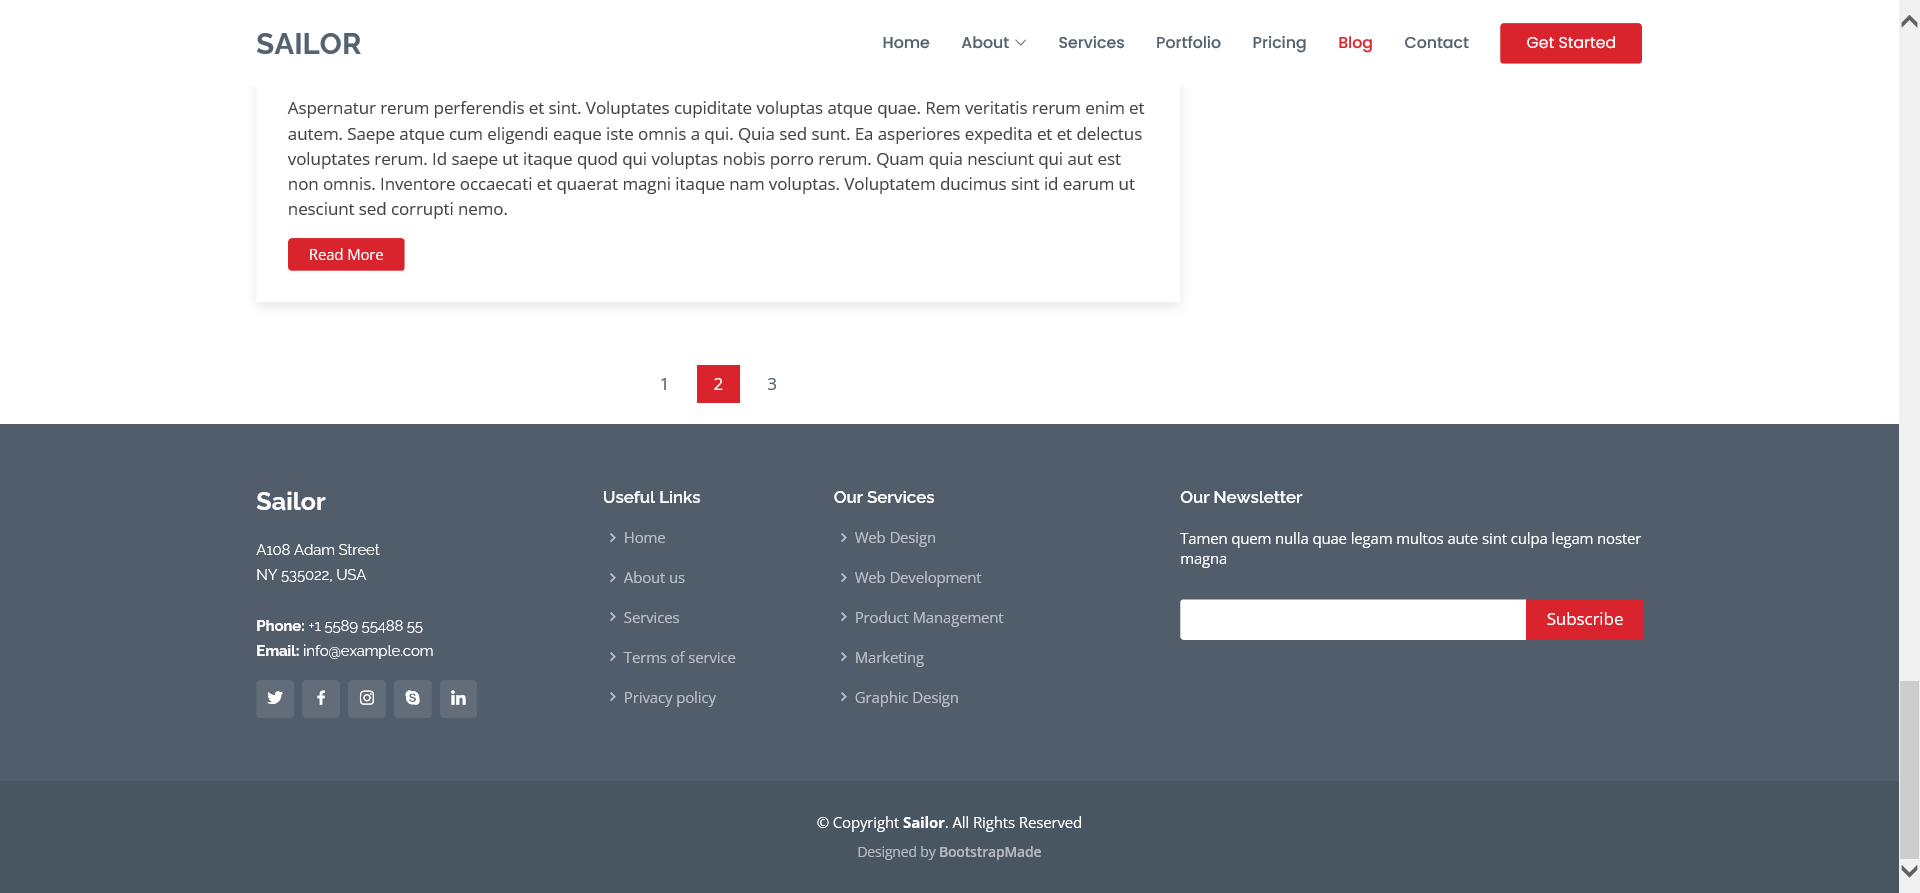 SAILOR
Home
About
Services
Portfolio
Pricing
Blog
Contact
Get Started
Aspernatur rerum perferendis et sint. Voluptates cupiditate voluptas atque quae. Rem veritatis rerum enim et
autem. Saepe atque cum eligendi eaque iste omnis a qui. Quia sed sunt. Ea asperiores expedita et et delectus
voluptates rerum. Id saepe ut itaque quod qui voluptas nobis porro rerum. Quam quia nesciunt qui aut est
non omnis. Inventore occaecati et quaerat magni itaque nam voluptas. Voluptatem ducimus sint id earum ut
nesciunt sed corrupti nemo.
Read More
1 2 3
Sailor
A108 Adam Street
NY 535022, USA
Phone: +1 5589 55488 55
Email: info@example.com
Useful Links
Home
About us
Services
Terms of service
Privacy policy
Our Services
Web Design
Web Development
Product Management
Marketing
Graphic Design
Our Newsletter
Tamen quem nulla quae legam multos aute sint culpa legam noster
magna
Subscribe
© Copyright Sailor. All Rights Reserved
Designed by BootstrapMade